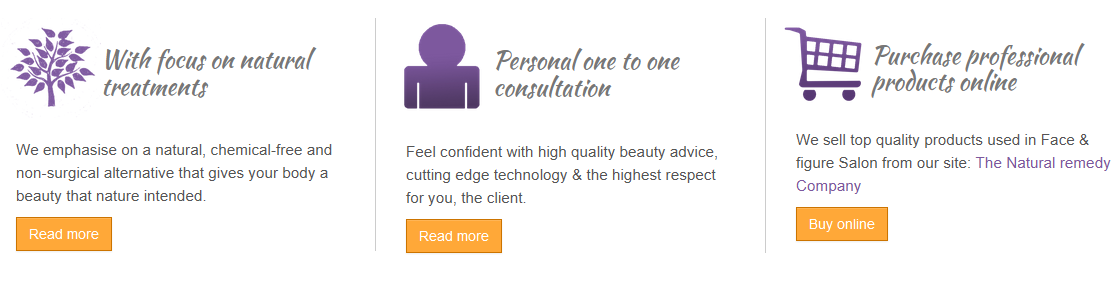 With focus on natural
treatments
We emphasise on a natural, chemical-free and
non-surgical alternative that gives your body a
beauty that nature intended.
Read more
Personal one to one
consultation
Feel confident with high quality beauty advice,
cutting edge technology & the highest respect
for you, the client.
Read more
Purchase professional
products online
We sell top quality products used in Face &
figure Salon from our site: The Natural remedy
Company
Buy online